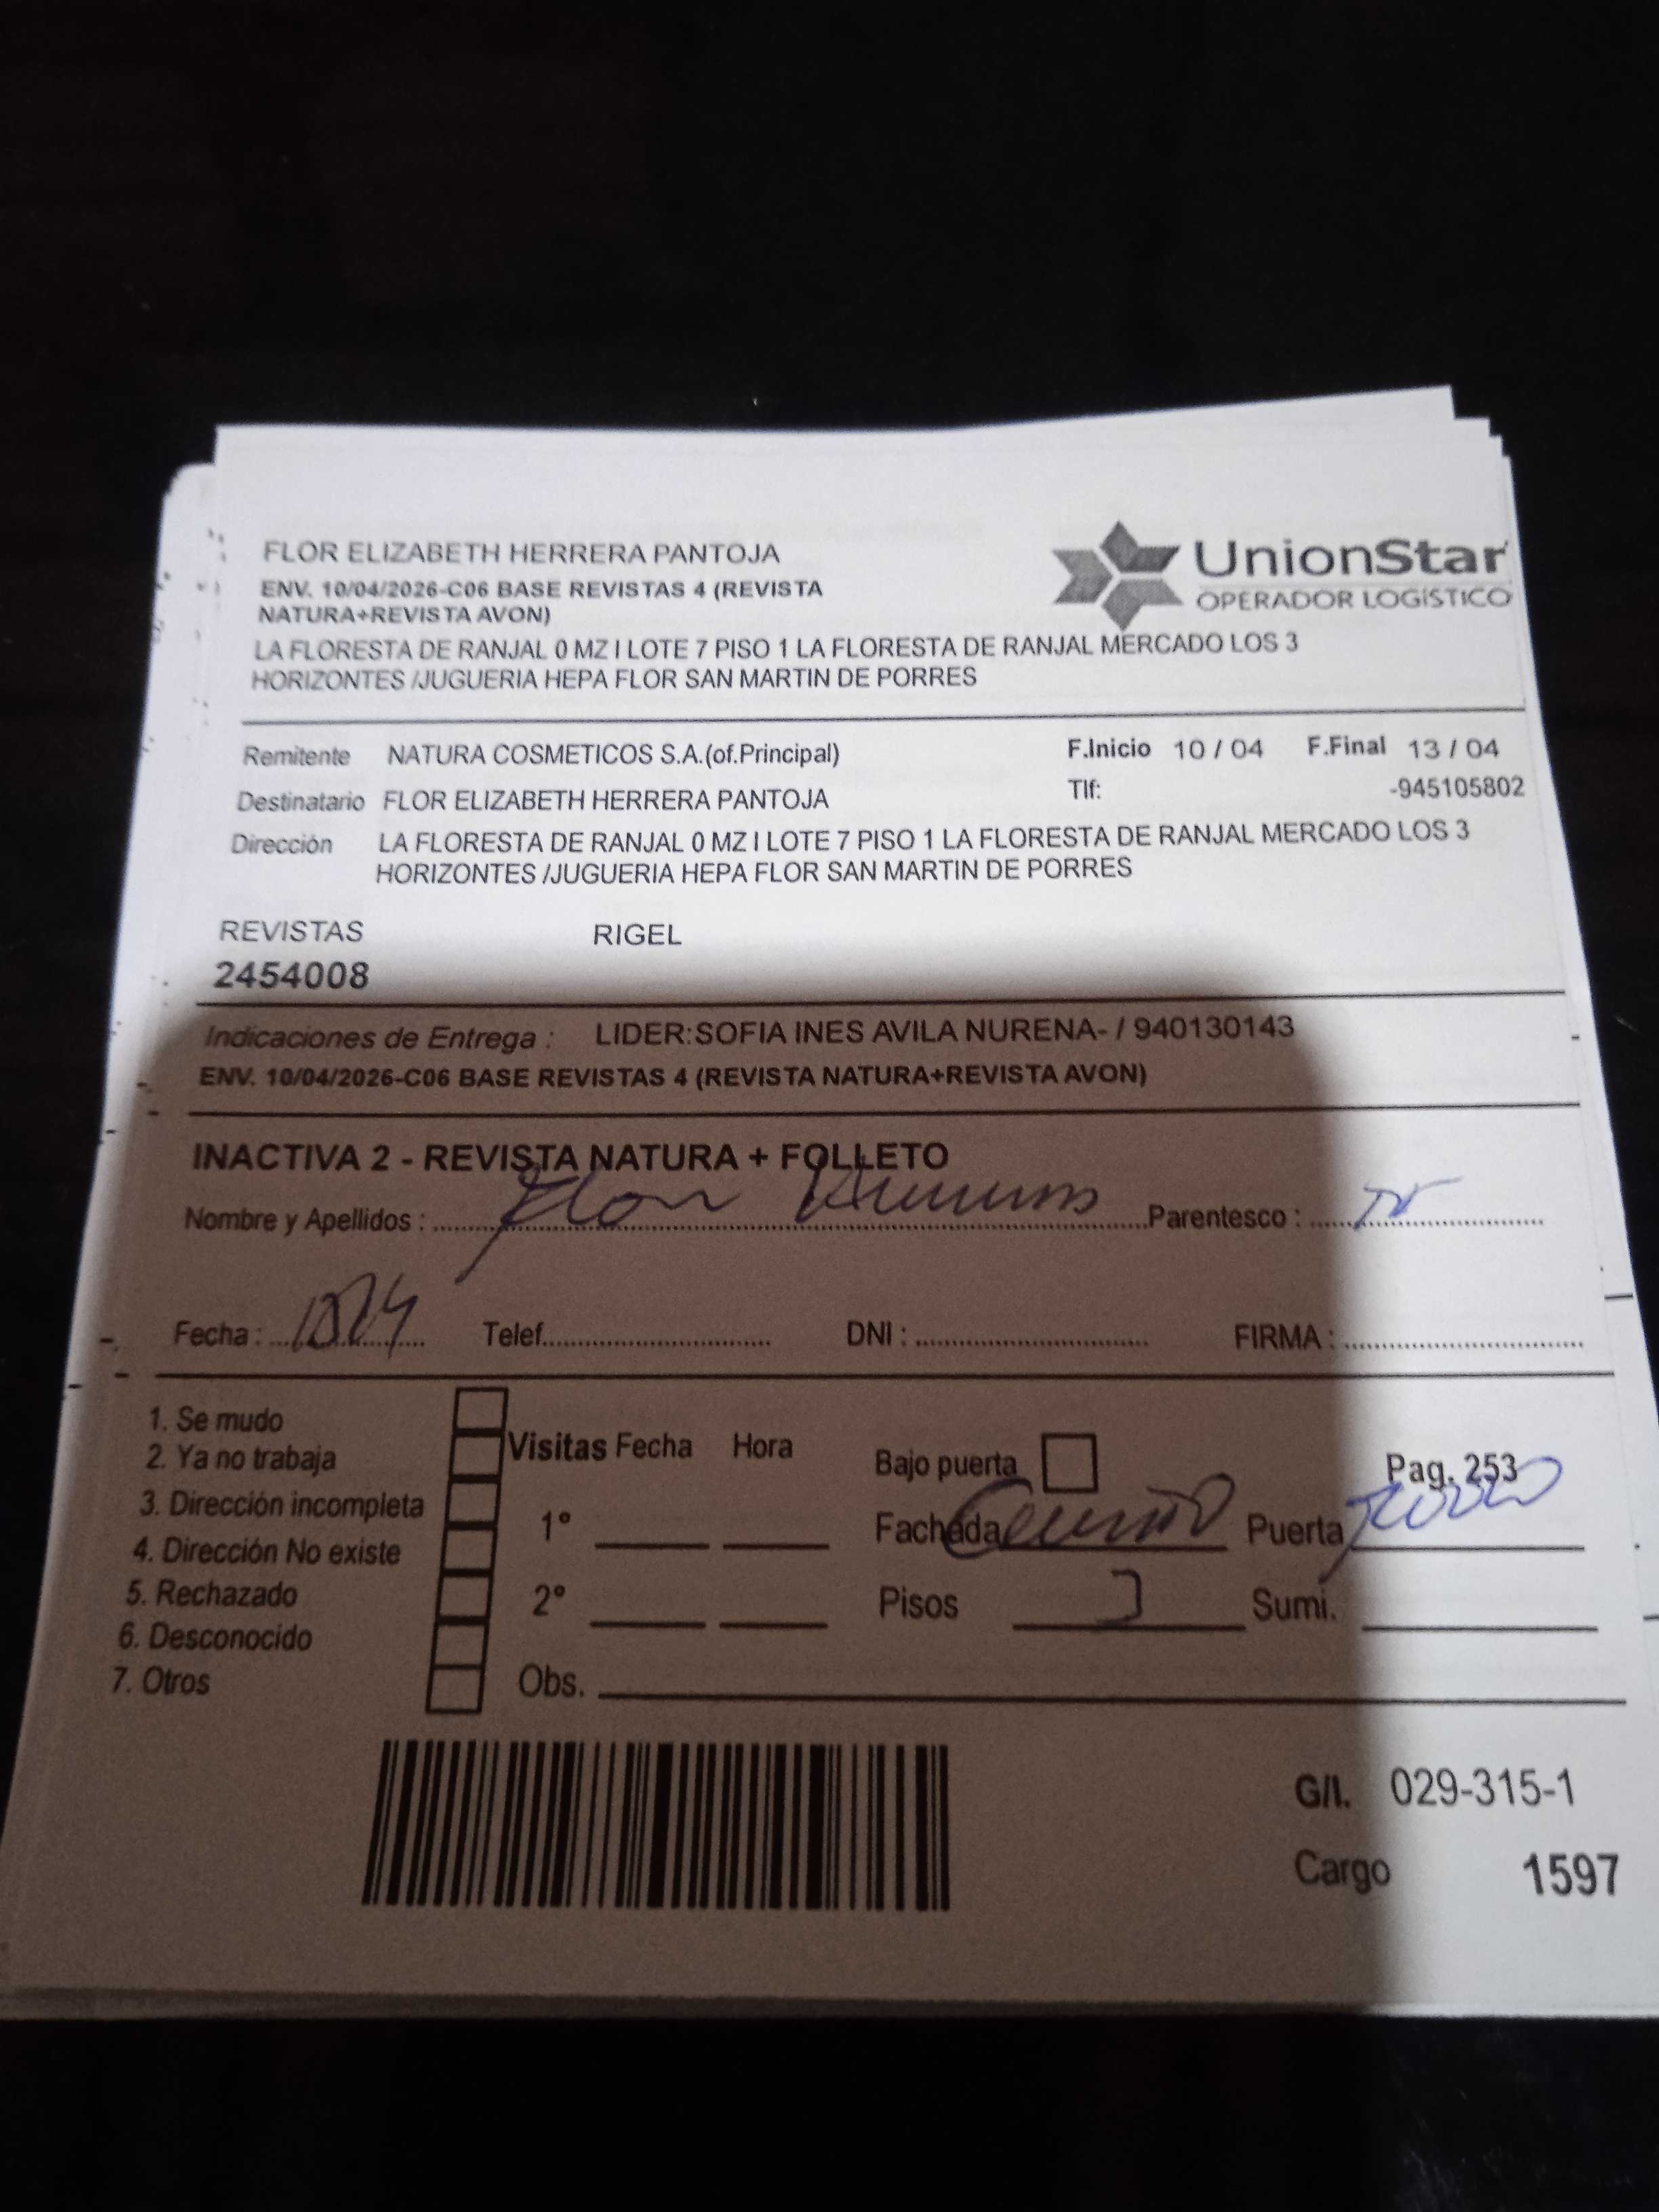 FLOR ELIZABETH HERRERA PANTOJA
ENV. 10/04/2026-C06 BASE REVISTAS 4 (REVISTA
NATURA+REVISTA AVON)
LA FLORESTA DE RANJAL 0 MZ I LOTE 7 PISO 1 LA FLORESTA DE RANJAL MERCADO LOS 3
HORIZONTES /JUGUERIA HEPA FLOR SAN MARTIN DE PORRES
UnionStar
OPERADOR LOGÍSTICO
Remitente NATURA COSMETICOS S.A.(of.Principal) F.Inicio 10 / 04 F.Final 13 / 04
Destinatario FLOR ELIZABETH HERRERA PANTOJA Tlf: -945105802
Dirección LA FLORESTA DE RANJAL 0 MZ I LOTE 7 PISO 1 LA FLORESTA DE RANJAL MERCADO LOS 3
HORIZONTES /JUGUERIA HEPA FLOR SAN MARTIN DE PORRES
REVISTAS RIGEL
2454008
Indicaciones de Entrega : LIDER:SOFIA INES AVILA NURENA- / 940130143
ENV. 10/04/2026-C06 BASE REVISTAS 4 (REVISTA NATURA+REVISTA AVON)
INACTIVA 2 - REVISTA NATURA + FOLLETO
Nombre y Apellidos : Flor Parentesco :
Fecha : Telef. DNI : FIRMA :
1. Se mudo
2. Ya no trabaja
3. Dirección incompleta
4. Dirección No existe
5. Rechazado
6. Desconocido
7. Otros
Visitas Fecha Hora
1°
2°
Obs.
Bajo puerta
Fachada Puerta
Pisos Sumi.
Pag. 253
G/I. 029-315-1
Cargo 1597